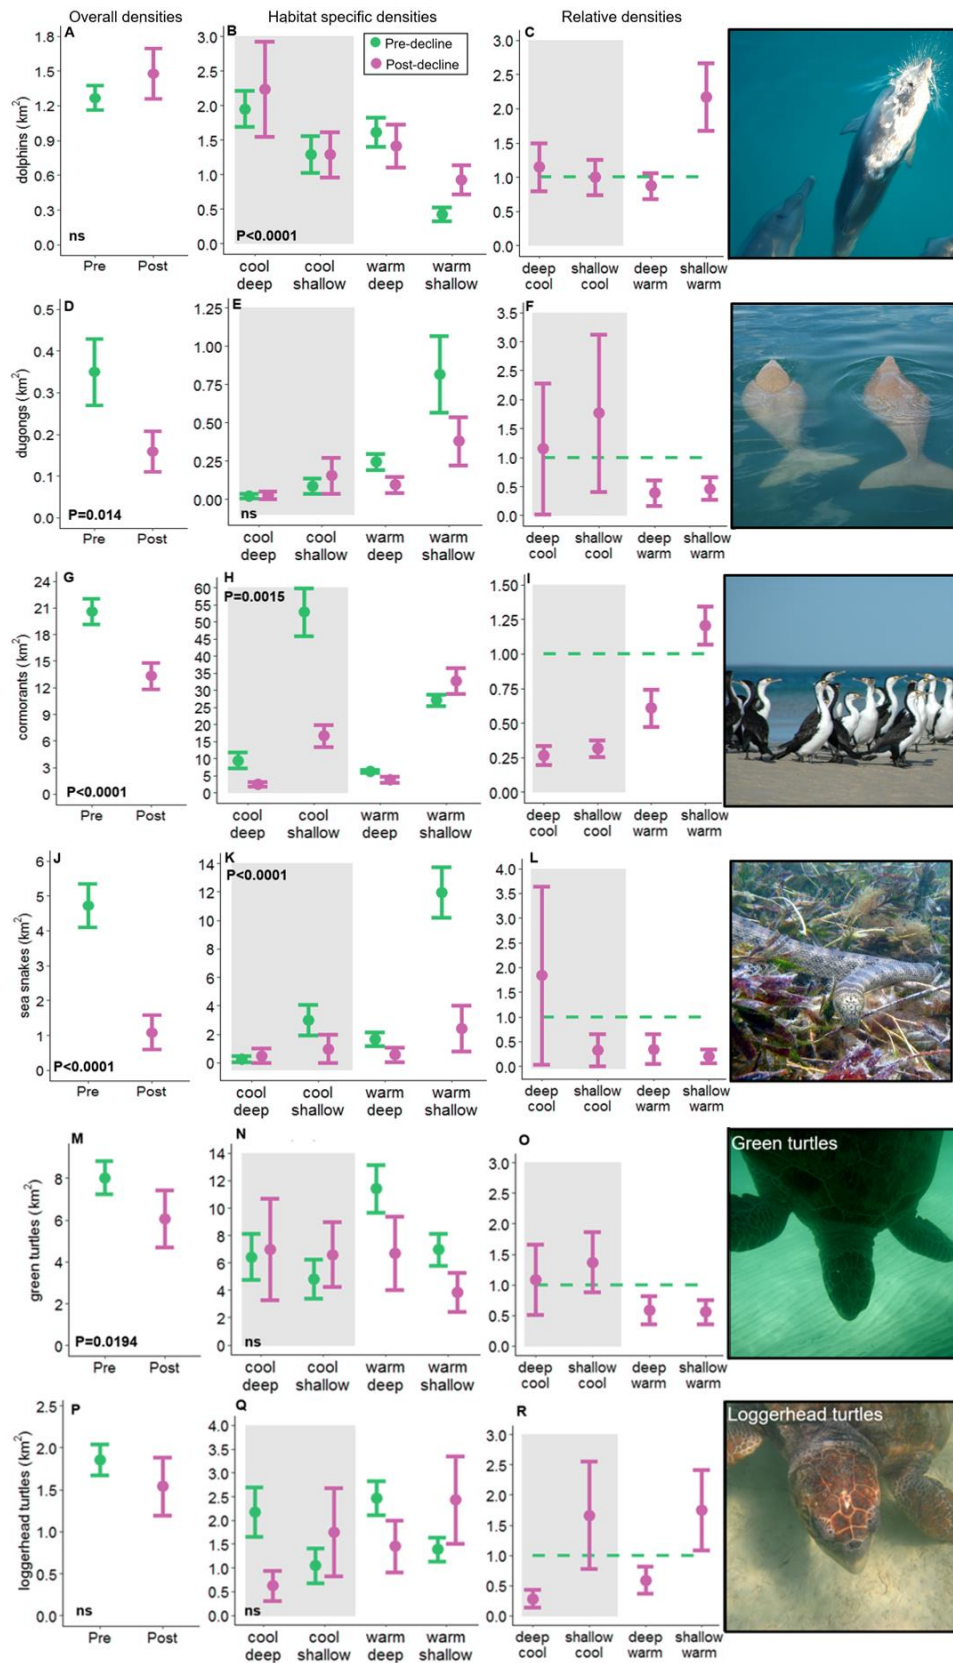 Overall densities
Habitat specific densities
Relative densities
A
dolphins (km2)
1.8
1.5
1.2
0.9
0.6
0.3
0.0
ns
Pre Post
B
3.0
2.5
2.0
1.5
1.0
0.5
0.0
Pre-decline
Post-decline
P<0.0001
cool cool warm warm
deep shallow deep shallow
C
3.0
2.5
2.0
1.5
1.0
0.5
0.0
deep shallow deep shallow
cool cool warm warm
D
dugongs (km2)
0.5
0.4
0.3
0.2
0.1
0.0
P=0.014
Pre Post
E
1.25
1.00
0.75
0.50
0.25
0.00
ns
cool cool warm warm
deep shallow deep shallow
F
3.5
3.0
2.5
2.0
1.5
1.0
0.5
0.0
deep shallow deep shallow
cool cool warm warm
G
cormorants (km2)
24
21
18
15
12
9
6
3
0
P<0.0001
Pre Post
H
60
55
50
45
40
35
30
25
20
15
10
5
0
P=0.0015
cool cool warm warm
deep shallow deep shallow
I
1.50
1.25
1.00
0.75
0.50
0.25
0.00
deep shallow deep shallow
cool cool warm warm
J
sea snakes (km2)
6
5
4
3
2
1
0
P<0.0001
Pre Post
K
14
12
10
8
6
4
2
0
P<0.0001
cool cool warm warm
deep shallow deep shallow
L
4.0
3.5
3.0
2.5
2.0
1.5
1.0
0.5
0.0
deep shallow deep shallow
cool cool warm warm
M
green turtles (km2)
8
6
4
2
0
P=0.0194
Pre Post
N
14
12
10
8
6
4
2
0
ns
cool cool warm warm
deep shallow deep shallow
O
3.0
2.5
2.0
1.5
1.0
0.5
0.0
deep shallow deep shallow
cool cool warm warm
Green turtles
P
loggerhead turtles (km2)
2.5
2.0
1.5
1.0
0.5
0.0
ns
Pre Post
Q
4.0
3.5
3.0
2.5
2.0
1.5
1.0
0.5
0.0
ns
cool cool warm warm
deep shallow deep shallow
R
3.0
2.5
2.0
1.5
1.0
0.5
0.0
deep shallow deep shallow
cool cool warm warm
Loggerhead turtles